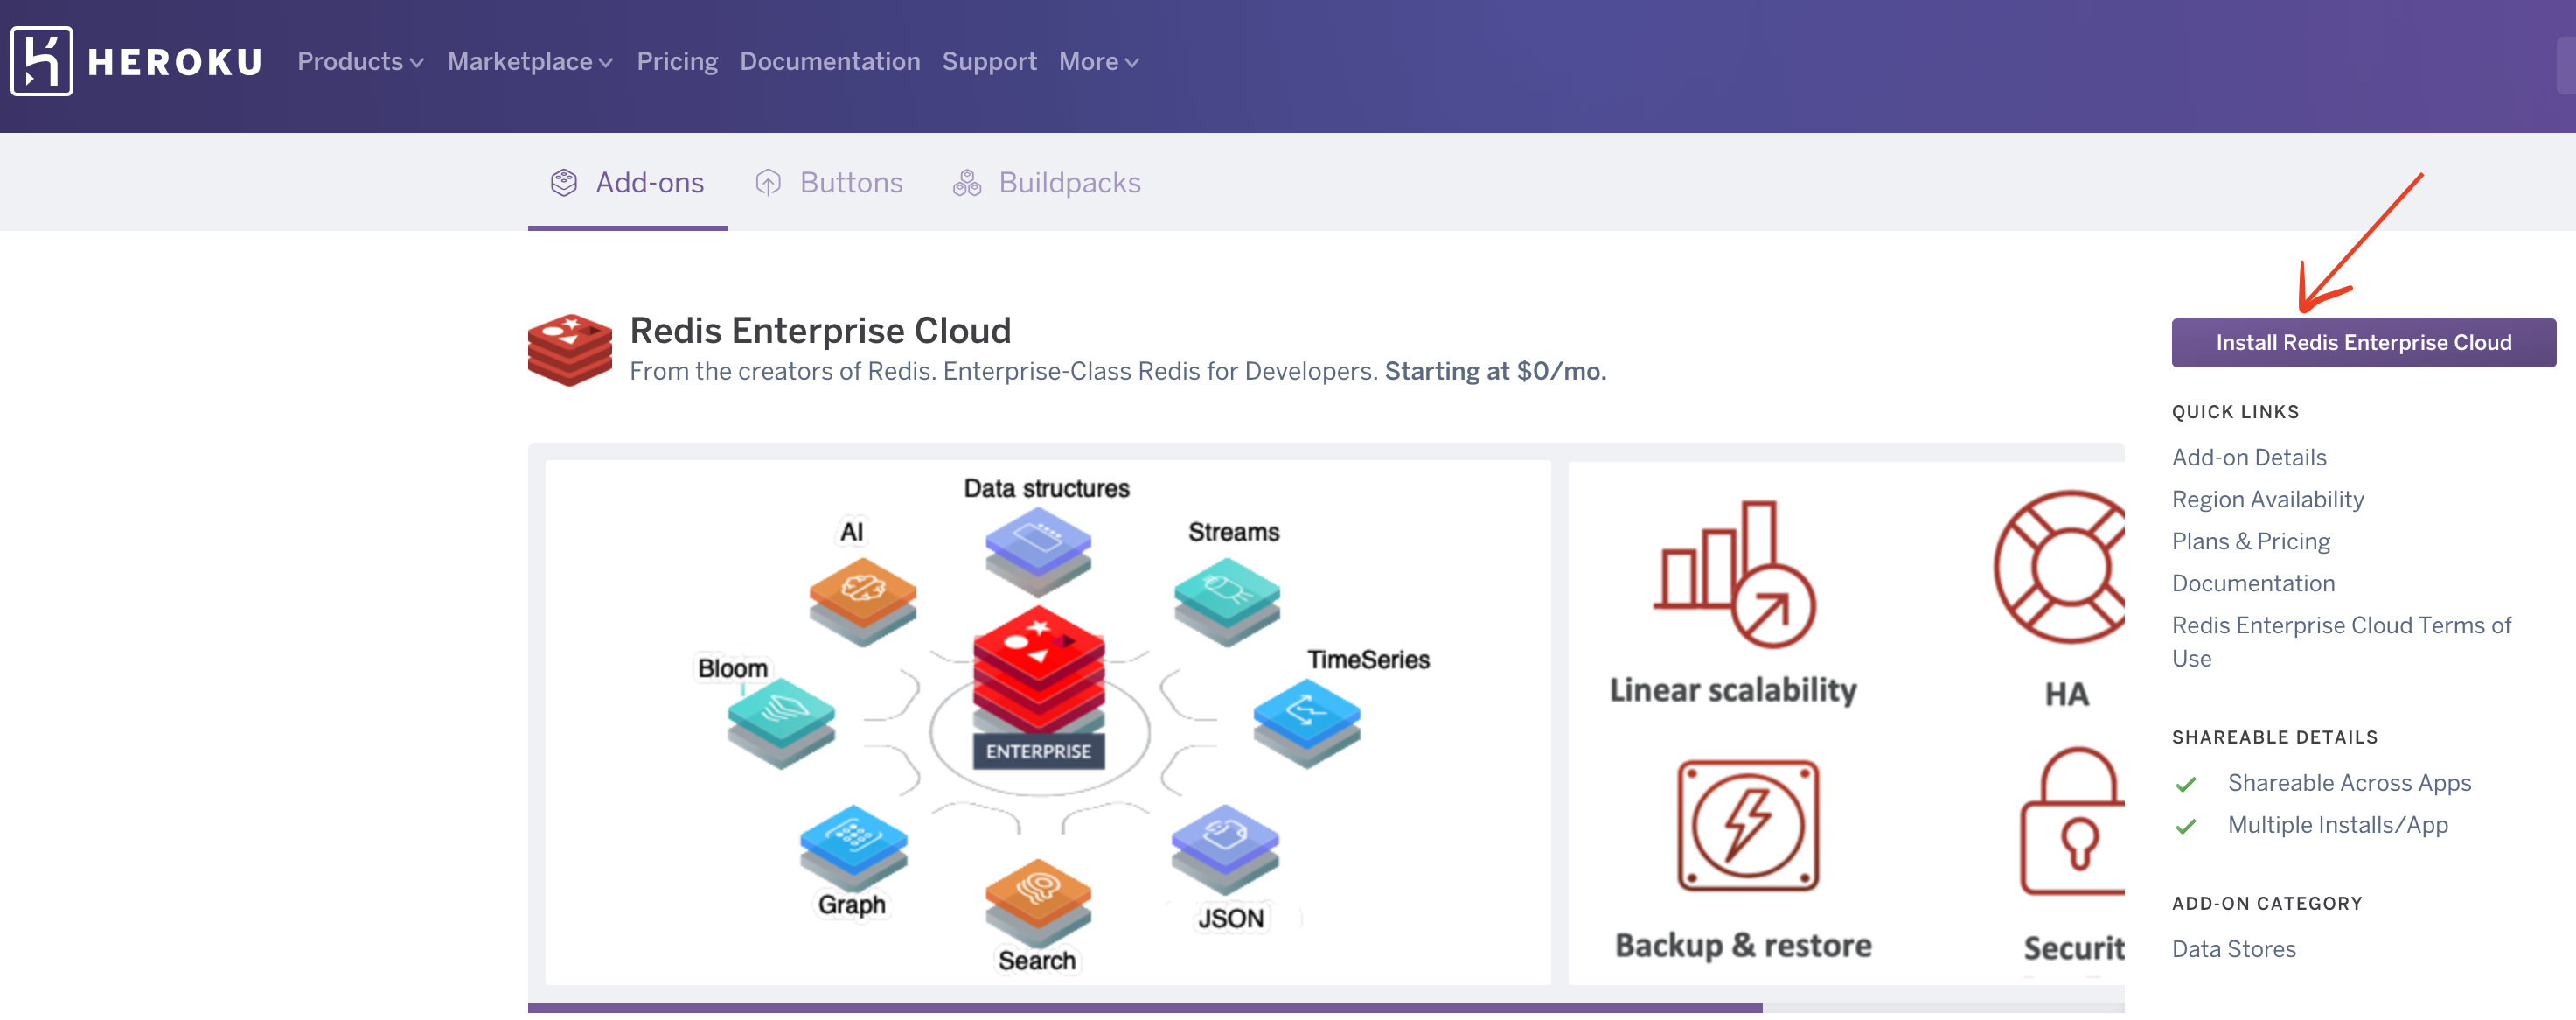 HEROKU
Products
Marketplace
Pricing
Documentation
Support
More
Add-ons
Buttons
Buildpacks
Redis Enterprise Cloud
From the creators of Redis. Enterprise-Class Redis for Developers. Starting at $0/mo.
Install Redis Enterprise Cloud
Data structures
AI
Streams
Bloom
TimeSeries
ENTERPRISE
Graph
JSON
Search
Linear scalability
HA
Backup & restore
Securit
QUICK LINKS
Add-on Details
Region Availability
Plans & Pricing
Documentation
Redis Enterprise Cloud Terms of
Use
SHAREABLE DETAILS
Shareable Across Apps
Multiple Installs/App
ADD-ON CATEGORY
Data Stores